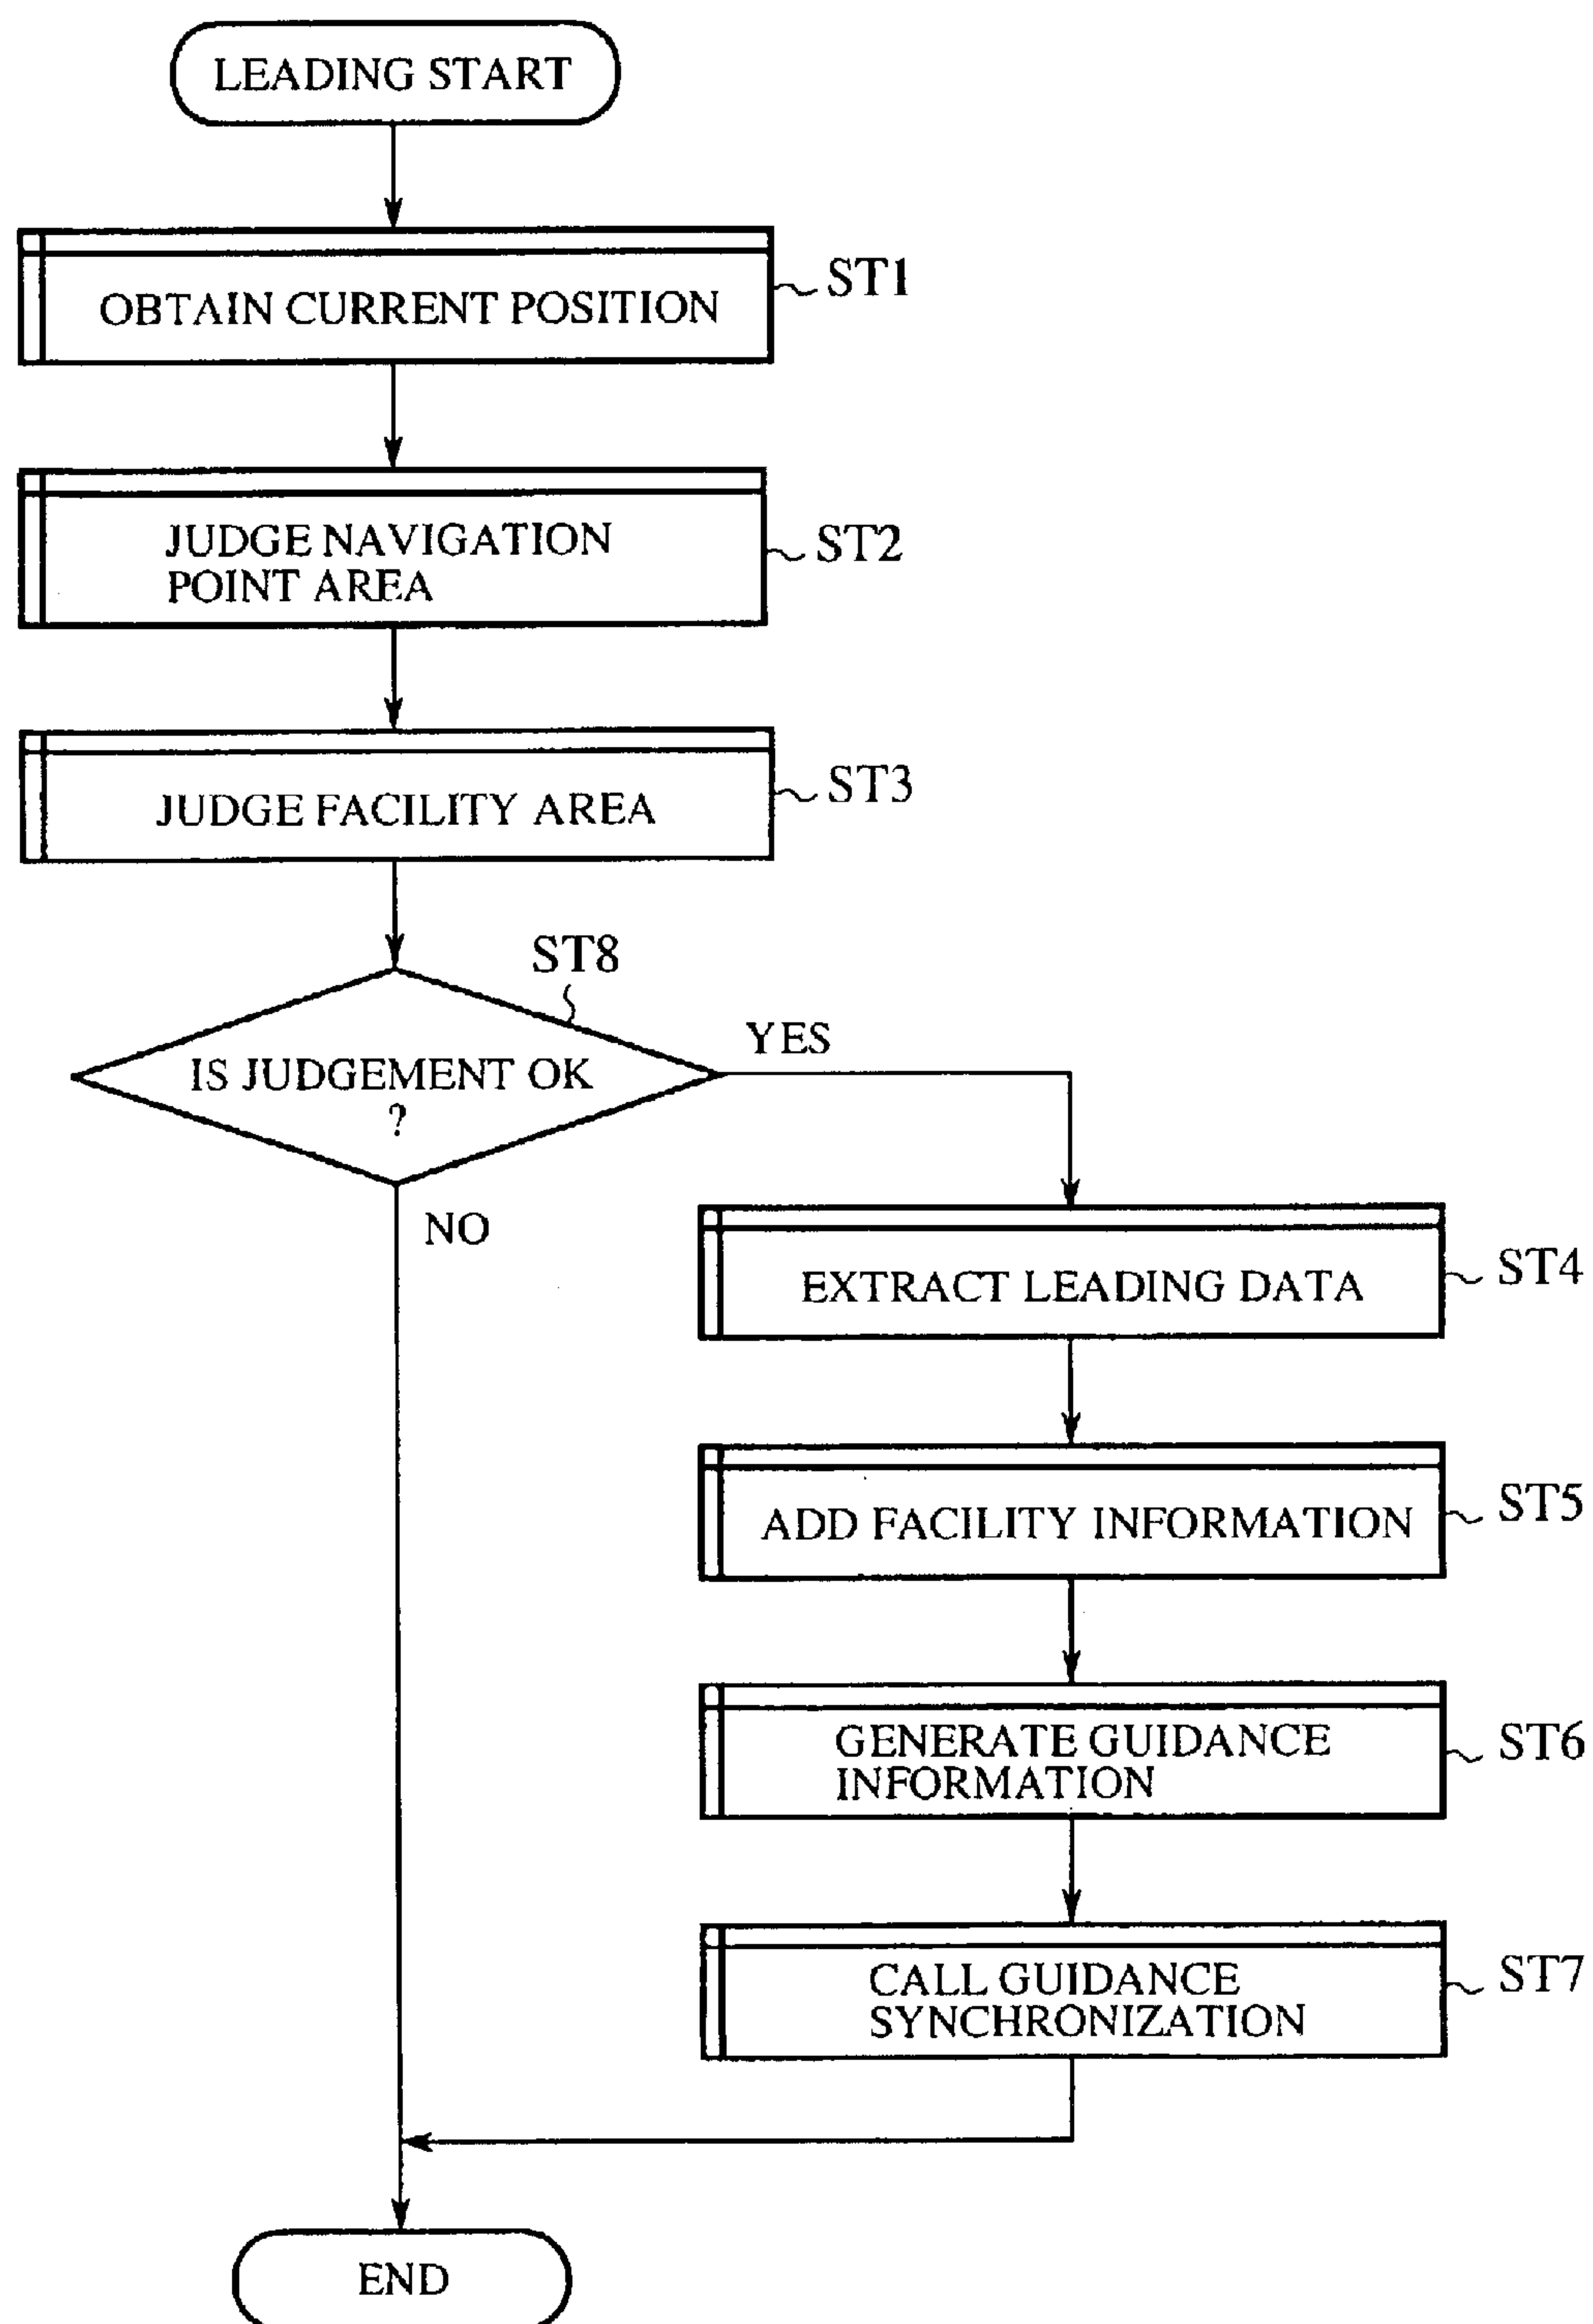 LEADING START
OBTAIN CURRENT POSITION
ST1
JUDGE NAVIGATION
POINT AREA
ST2
JUDGE FACILITY AREA
ST3
ST8
IS JUDGEMENT OK
?
YES
NO
EXTRACT LEADING DATA
ST4
ADD FACILITY INFORMATION
ST5
GENERATE GUIDANCE
INFORMATION
ST6
CALL GUIDANCE
SYNCHRONIZATION
ST7
END